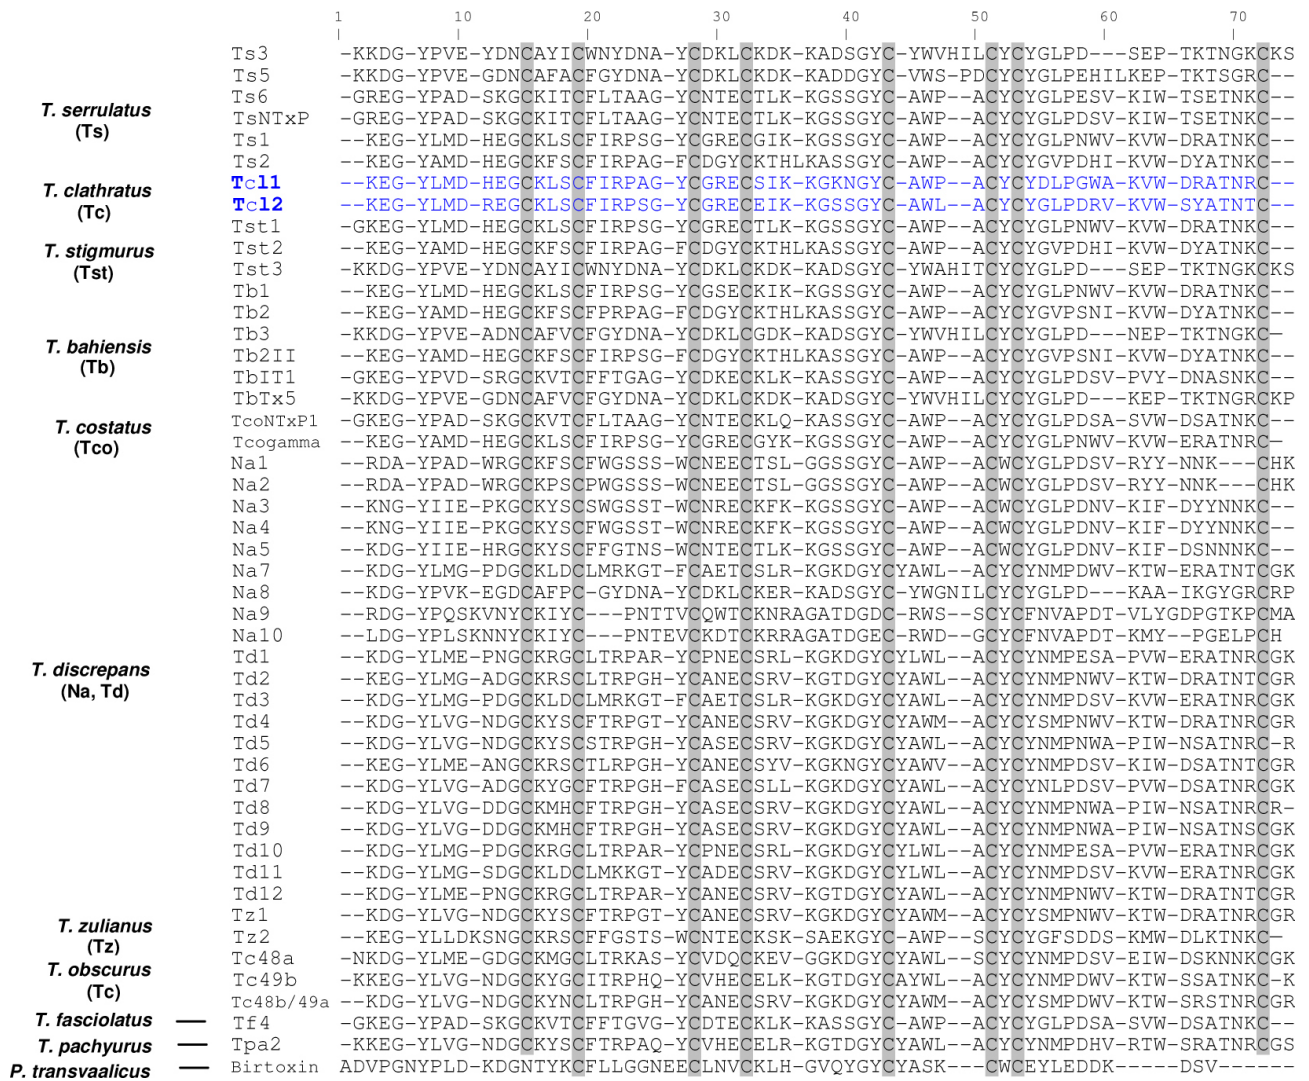 1 10 20 30 40 50 60 70
Ts3 –KKDG–YPVE–YDNCAYICWNYDNA–YCDKLCKDK–KADSGYC–YWVHILCYCYGLPD–––SEP–TKTNGKCKS
Ts5 –KKDG–YPVE–GDNCAFACFGYDNA–YCDKLCKDK–KADDGYC–VWS–PDCYCYGLPEHILKEP–TKTSGRC––
Ts6 –GREG–YPAD–SKGCKITCFLTAAG–YCNTECTLK–KGSSGYC–AWP––ACYCYGLPESV–KIW–TSETNKC––
T. serrulatus
(Ts)
TsNTxP –GREG–YPAD–SKGCKITCFLTAAG–YCNTECTLK–KGSSGYC–AWP––ACYCYGLPDSV–KIW–TSETNKC––
Ts1 ––KEG–YLMD–HEGCKLSCFIRPSG–YCGRECGIK–KGSSGYC–AWP––ACYCYGLPNWV–KVW–DRATNKC––
Ts2 ––KEG–YAMD–HEGCKFSCFIRPAG–FCDGYCKTHLKASSGYC–AWP––ACYCYGVPDHI–KVW–DYATNKC––
T. clathratus
(Tc)
Tcl1 ––KEG–YLMD–HEGCKLSCFIRPAG–YCGRECSIK–KGKNGYC–AWP––ACYCYDLPGWA–KVW–DRATNRC––
Tcl2 ––KEG–YLMD–REGCKLSCFIRPSG–YCGRECEIK–KGSSGYC–AWL––ACYCYGLPDRV–KVW–SYATNTC––
T. stigmurus
(Tst)
Tst1 –GKEG–YLMD–HEGCKLSCFIRPSG–YCGRECTLK–KGSSGYC–AWP––ACYCYGLPNWV–KVW–DRATNKC––
Tst2 ––KEG–YAMD–HEGCKFSCFIRPAG–FCDGYCKTHLKASSGYC–AWP––ACYCYGVPDHI–KVW–DYATNKC––
Tst3 –KKDG–YPVE–YDNCAYICWNYDNA–YCDKLCKDK–KADSGYC–YWAHITCYCYGLPD–––SEP–TKTNGKCKS
T. bahiensis
(Tb)
Tb1 ––KEG–YLMD–HEGCKLSCFIRPSG–YCGSECKIK–KGSSGYC–AWP––ACYCYGLPNWV–KVW–DRATNKC––
Tb2 ––KEG–YAMD–HEGCKFSCFPRPAG–FCDGYCKTHLKASSGYC–AWP––ACYCYGVPSNI–KVW–DYATNKC––
Tb3 –KKDG–YPVE–ADNCAFVCFGYDNA–YCDKLCGDK–KADSGYC–YWVHILCYCYGLPD–––NEP–TKTNGKC–
Tb2II ––KEG–YAMD–HEGCKFSCFIRPSG–FCDGYCKTHLKASSGYC–AWP––ACYCYGVPSNI–KVW–DYATNKC––
TbIT1 –GKEG–YPVD–SRGCKVTCFFTGAG–YCDKECKLK–KASSGYC–AWP––ACYCYGLPDSV–PVY–DNASNKC––
TbTx5 –KKDG–YPVE–GDNCAFVCFGYDNA–YCDKLCKDK–KADSGYC–YWVHILCYCYGLPD–––KEP–TKTNGRCKP
T. costatus
(Tco)
TcoNTxP1 –GKEG–YPAD–SKGCKVTCFLTAAG–YCNTECKLQ–KASSGYC–AWP––ACYCYGLPDSA–SVW–DSATNKC––
Tcogamma ––KEG–YAMD–HEGCKLSCFIRPSG–YCGRECGYK–KASSGYC–AWP––ACYCYGLPNWV–KVW–ERATNRC–
T. discrepans
(Na, Td)
Na1 ––RDA–YPAD–WRGCKFSCFWGSSS–WCNEECTSL–GGSSGYC–AWP––ACWCYGLPDSV–RYY–NNK–––CHK
Na2 ––RDA–YPAD–WRGCKPSCPWGSSS–WCNEECTSL–GGSSGYC–AWP––ACWCYGLPDSV–RYY–NNK–––CHK
Na3 ––KNG–YIIE–PKGCKYSCSWGSST–WCNRECKFK–KGSSGYC–AWP––ACWCYGLPDNV–KIF–DYYNNKC––
Na4 ––KNG–YIIE–PKGCKYSCFWGSST–WCNRECKFK–KGSSGYC–AWP––ACWCYGLPDNV–KIF–DYYNNKC––
Na5 ––KDG–YIIE–HRGCKYSCFFGTNS–WCNTECTLK–KGSSGYC–AWP––ACWCYGLPDNV–KIF–DSNNNKC––
Na7 ––KDG–YLMG–PDGCKLDCLMRKGT–FCAETCSLR–KGKDGYCYAWL––ACYCYNMPDWV–KTW–ERATNTCGK
Na8 ––KDG–YPVK–EGDCAFPC–GYDNA–YCDKLCKER–KADSGYC–YWGNILCYCYGLPD–––KAA–IKGYGRCRP
Na9 ––RDG–YPQSKVNYCKIYC–––PNTTVCQWTCKNRAGATDGDC–RWS––SCYCFNVAPDT–VLYGDPGTKPCMA
Na10 ––LDG–YPLSKNNYCKIYC–––PNTEVCKDTCKRRAGATDGEC–RWD––GCYCFNVAPDT–KMY––PGELPCH
Td1 ––KDG–YLME–PNGCKRGCLTRPAR–YCPNECSRL–KGKDGYCYLWL––ACYCYNMPESA–PVW–ERATNRCGK
Td2 ––KDG–YLMG–ADGCKRSCLTRPGH–YCANECSRV–KGTDGYCYAWL––ACYCYNMPNWV–KTW–DRATNTCGR
Td3 ––KDG–YLMG–PDGCKLDCLMRKGT–FCAETCSLR–KGKDGYCYAWL––ACYCYNMPDSV–KVW–ERATNRCGK
Td4 ––KDG–YLVG–NDGCKYSCFTRPGT–YCANECSRV–KGKDGYCYAWM––ACYCYSMPNWV–KTW–DRATNRCGR
Td5 ––KDG–YLVG–NDGCKYSCSTRPGH–YCASECSRV–KGKDGYCYAWL––ACYCYNMPNWA–PIW–NSATNRC–R
Td6 ––KEG–YLME–ANGCKRSCTLRPGH–YCANECSYV–KGKNGYCYAWV––ACYCYNMPDSV–KIW–DSATNTCGR
Td7 ––KDG–YLVG–ADGCKYGCFTRPGH–FCASECSLL–KGKDGYCYAWL––ACYCYNLPDSV–KVW–DSATNRCGK
Td8 ––KDG–YLVG–DDGCKMHCFTRPGH–YCASECSRV–KGKDGYCYAWL––ACYCYNMPNWA–PIW–NSATNRCR–
Td9 ––KDG–YLVG–DDGCKMHCFTRPGH–YCASECSRV–KGKDGYCYAWL––ACYCYNMPNWA–PIW–NSATNSCGK
Td10 ––KDG–YLMG–PDGCKRGCLTRPAR–YCPNECSRL–KGKDGYCYLWL––ACYCYNMPESA–PVW–ERATNRCGK
Td11 ––KDG–YLMG–SDGCKLDCLMKKGT–YCADECSRV–KGKDGYCYLWL––ACYCYNMPDSV–KVW–ERATNRCGK
Td12 ––KDG–YLME–PNGCKRGCLTRPAR–YCANECSRV–KGTDGYCYAWL––ACYCYNMPNWV–KTW–DRATNTCGR
T. zulianus
(Tz)
Tz1 ––KDG–YLVG–NDGCKYSCFTRPGT–YCANECSRV–KGKDGYCYAWM––ACYCYSMPNWV–KTW–DRATNRCGR
Tz2 ––KEG–YLLDKSNGCKRSCFFGSTS–WCNTECKSK–SAEKGYC–AWP––SCYCYGFSDDS–KMW–DLKTNKC–
T. obscurus
(Tc)
Tc48a –NKDG–YLME–GDGCKMGCLTRKAS–YCVDQCKEV–GGKDGYCYAWL––SCYCYNMPDSV–EIW–DSKNNKCGK
Tc49b –KKEG–YLVG–NDGCKYGCITRPHQ–YCVHECELK–KGTDGYCAYWL––ACYCYNMPDWV–KTW–SSATNKC–K
Tc48b/49a ––KDG–YLVG–NDGCKYNCLTRPGH–YCANECSRV–KGKDGYCYAWM––ACYCYSMPDWV–KTW–SRSTNRCGR
T. fasciolatus — Tf4 –GKEG–YPAD–SKGCKVTCFFTGVG–YCDTECKLK–KASSGYC–AWP––ACYCYGLPDSA–SVW–DSATNKC––
T. pachyurus — Tpa2 ––KEG–YLVG–NDGCKYSCFTRPAQ–YCVHECELR–KGTDGYCYAWL––ACYCYNMPDHV–RTW–SRATNRCGS
P. transvaalicus — Birtoxin ADVPGNYPLD–KDGNTYKCFLLGGNEECLNVCKLH–GVQYGYCYASK–––CWCEYLEDDK––––DSV––––––